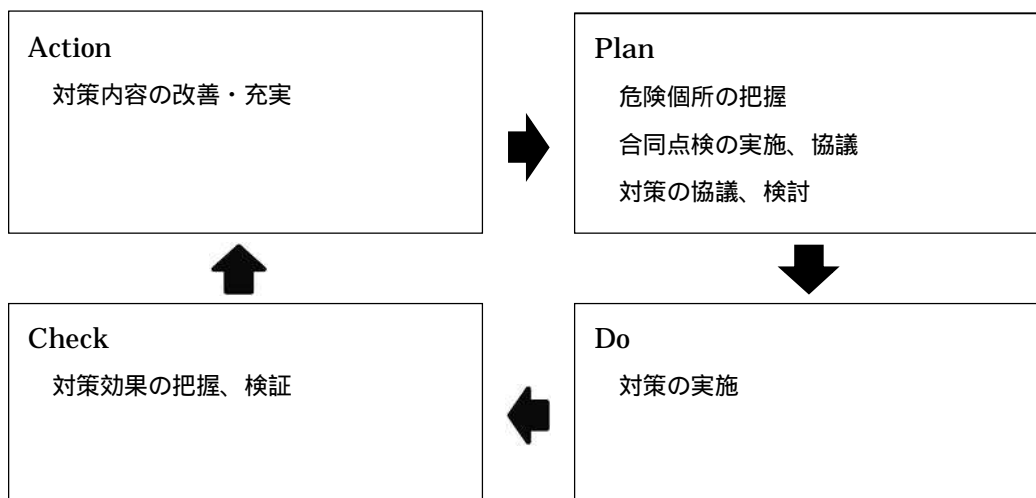 Action
対策内容の改善・充実
Plan
危険個所の把握
合同点検の実施、協議
対策の協議、検討
Check
対策効果の把握、検証
Do
対策の実施